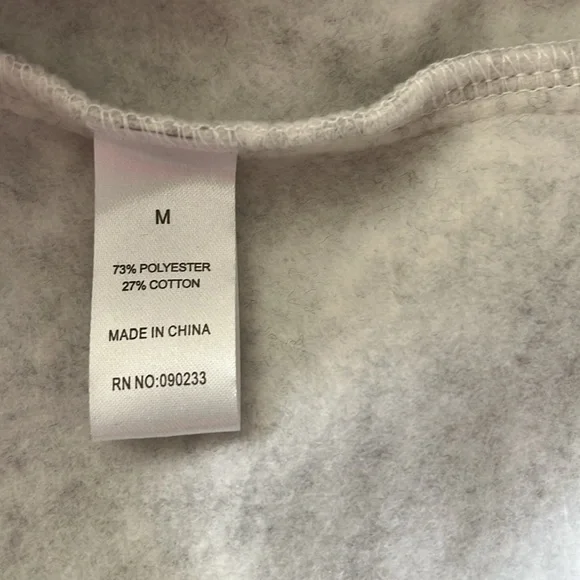 M
73% POLYESTER
27% COTTON
MADE IN CHINA
RN NO:090233